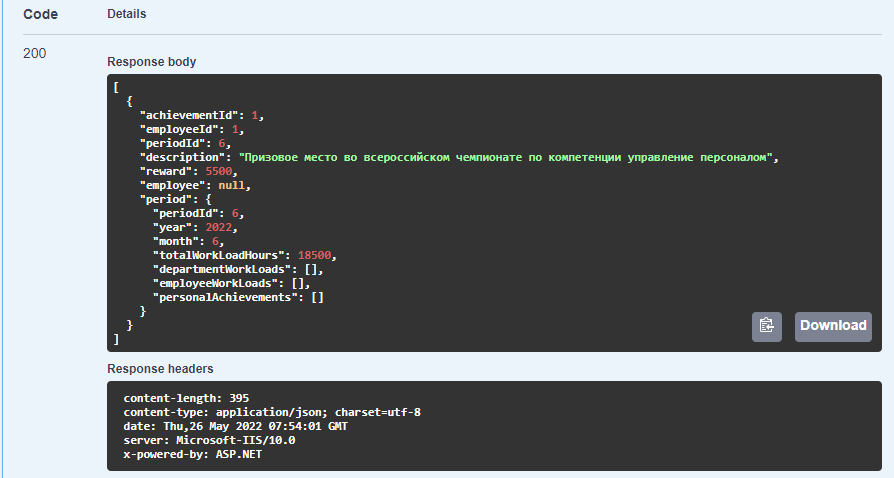 Code Details
200
Response body
[
  {
    "achievementId": 1,
    "employeeId": 1,
    "periodId": 6,
    "description": "Призовое место во всероссийском чемпионате по компетенции управление персоналом",
    "reward": 5500,
    "employee": null,
    "period": {
      "periodId": 6,
      "year": 2022,
      "month": 6,
      "totalWorkLoadHours": 18500,
      "departmentWorkLoads": [],
      "employeeWorkLoads": [],
      "personalAchievements": []
    }
  }
]
Download
Response headers
content-length: 395
content-type: application/json; charset=utf-8
date: Thu,26 May 2022 07:54:01 GMT
server: Microsoft-IIS/10.0
x-powered-by: ASP.NET